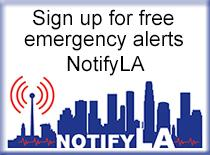 Sign up for free
emergency alerts
NotifyLA
NOTIFYLA